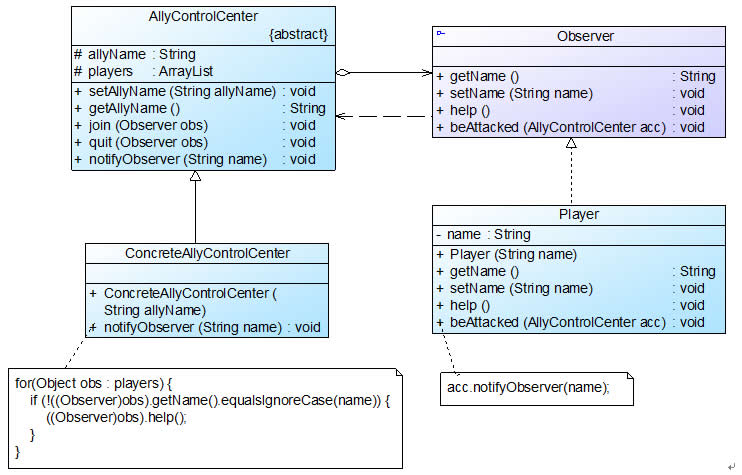 AllyControlCenter
{abstract}
# allyName : String
# players : ArrayList
+ setAllyName (String allyName) : void
+ getAllyName () : String
+ join (Observer obs) : void
+ quit (Observer obs) : void
+ notifyObserver (String name) : void
Observer
+ getName () : String
+ setName (String name) : void
+ help () : void
+ beAttacked (AllyControlCenter acc) : void
ConcreteAllyControlCenter
+ ConcreteAllyControlCenter (
String allyName)
+ notifyObserver (String name) : void
Player
- name : String
+ Player (String name)
+ getName () : String
+ setName (String name) : void
+ help () : void
+ beAttacked (AllyControlCenter acc) : void
for(Object obs : players) {
if (!((Observer)obs).getName().equalsIgnoreCase(name)) {
((Observer)obs).help();
}
}
acc.notifyObserver(name);